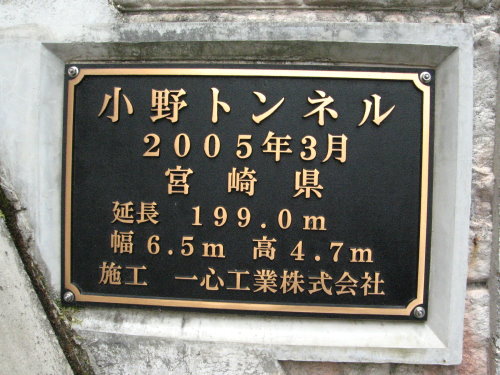 小野トンネル
2005年3月
宮崎県
延長 199.0m
幅 6.5m 高 4.7m
施工 一心工業株式会社